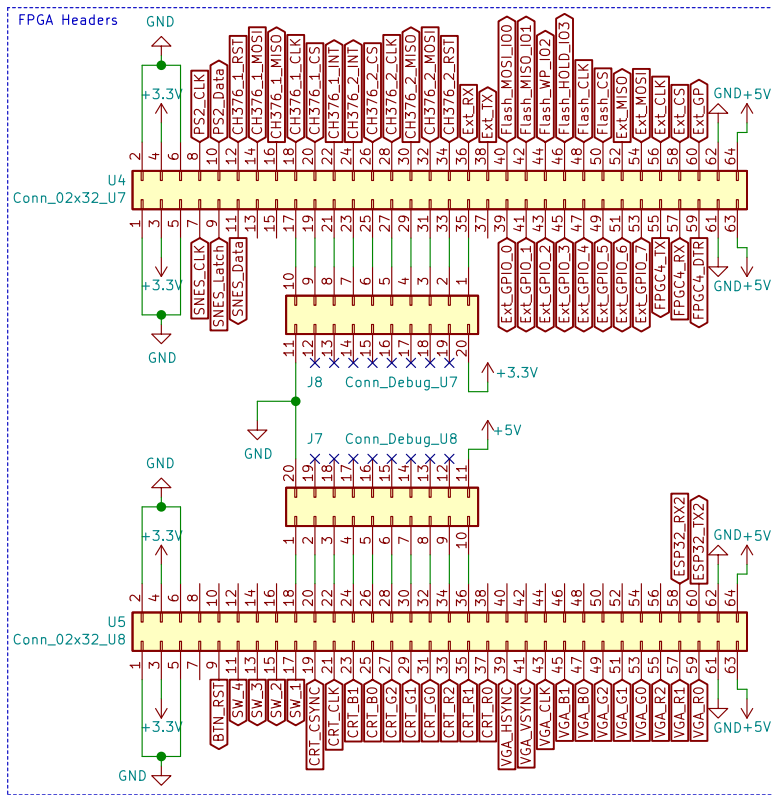 FPGA Headers
GND
+3.3V
PS2_CLK
PS2_Data
CH376_1_RST
CH376_1_MOSI
CH376_1_MISO
CH376_1_CLK
CH376_1_CS
CH376_1_INT
CH376_2_INT
CH376_2_CS
CH376_2_CLK
CH376_2_MISO
CH376_2_MOSI
CH376_2_RST
Ext_RX
Ext_TX
Flash_MOSI_IO0
Flash_MISO_IO1
Flash_WP_IO2
Flash_HOLD_IO3
Flash_CLK
Flash_CS
Ext_MISO
Ext_MOSI
Ext_CLK
Ext_CS
Ext_GP
GND
+5V
2 4 6 8 10 12 14 16 18 20 22 24 26 28 30 32 34 36 38 40 42 44 46 48 50 52 54 56 58 60 62 64
U4
Conn_02x32_U7
1 3 5 7 9 11 13 15 17 19 21 23 25 27 29 31 33 35 37 39 41 43 45 47 49 51 53 55 57 59 61 63
+3.3V
SNES_CLK
SNES_Latch
SNES_Data
Ext_GPIO_0
Ext_GPIO_1
Ext_GPIO_2
Ext_GPIO_3
Ext_GPIO_4
Ext_GPIO_5
Ext_GPIO_6
Ext_GPIO_7
FPGC4_TX
FPGC4_RX
FPGC4_DTR
GND
+5V
GND
10 9 8 7 6 5 4 3 2 1
11 12 13 14 15 16 17 18 19 20
J8
Conn_Debug_U7
+3.3V
GND
J7
Conn_Debug_U8
+5V
20 19 18 17 16 15 14 13 12 11
1 2 3 4 5 6 7 8 9 10
GND
+3.3V
ESP32_RX2
ESP32_TX2
GND
+5V
2 4 6 8 10 12 14 16 18 20 22 24 26 28 30 32 34 36 38 40 42 44 46 48 50 52 54 56 58 60 62 64
U5
Conn_02x32_U8
1 3 5 7 9 11 13 15 17 19 21 23 25 27 29 31 33 35 37 39 41 43 45 47 49 51 53 55 57 59 61 63
+3.3V
BTN_RST
SW_4
SW_3
SW_2
SW_1
CRT_CSYNC
CRT_CLK
CRT_B1
CRT_B0
CRT_G2
CRT_G1
CRT_G0
CRT_R2
CRT_R1
CRT_R0
VGA_HSYNC
VGA_VSYNC
VGA_CLK
VGA_B1
VGA_B0
VGA_G2
VGA_G1
VGA_G0
VGA_R2
VGA_R1
VGA_R0
GND
+5V
GND